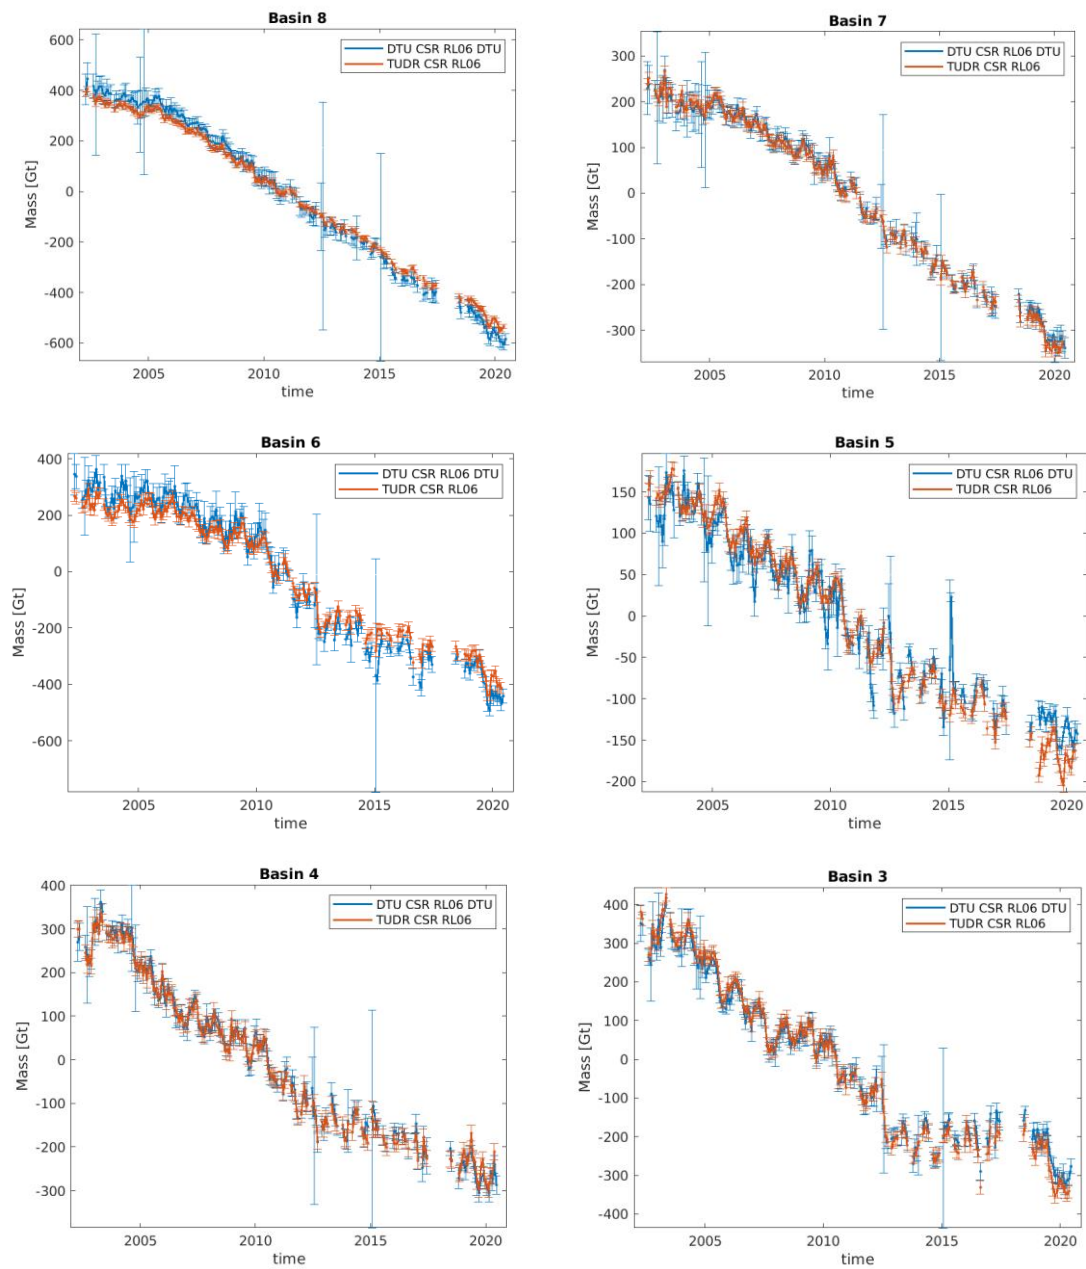 Basin 8
DTU CSR RL06 DTU
TUDR CSR RL06
600
400
200
0
-200
-400
-600
Mass [Gt]
2005 2010 2015 2020
time
Basin 7
DTU CSR RL06 DTU
TUDR CSR RL06
300
200
100
0
-100
-200
-300
Mass [Gt]
2005 2010 2015 2020
time
Basin 6
DTU CSR RL06 DTU
TUDR CSR RL06
400
200
0
-200
-400
-600
Mass [Gt]
2005 2010 2015 2020
time
Basin 5
DTU CSR RL06 DTU
TUDR CSR RL06
150
100
50
0
-50
-100
-150
-200
Mass [Gt]
2005 2010 2015 2020
time
Basin 4
DTU CSR RL06 DTU
TUDR CSR RL06
400
300
200
100
0
-100
-200
-300
Mass [Gt]
2005 2010 2015 2020
time
Basin 3
DTU CSR RL06 DTU
TUDR CSR RL06
400
300
200
100
0
-100
-200
-300
-400
Mass [Gt]
2005 2010 2015 2020
time